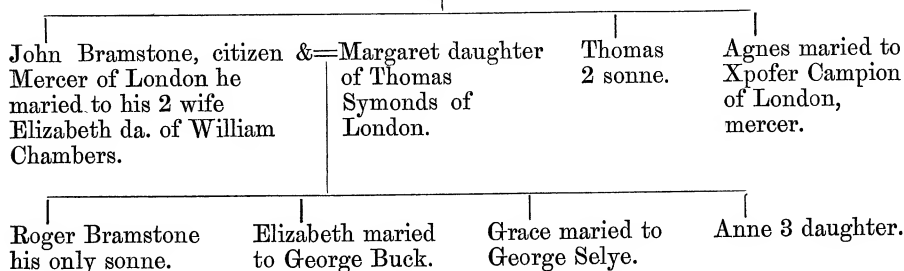 John Bramstone, citizen &=Margaret daughter
Mercer of London he
maried to his 2 wife
Elizabeth da. of William
Chambers.
of Thomas
Symonds of
London.
Thomas
2 sonne.
Agnes maried to
Xpofer Campion
of London,
mercer.
Roger Bramstone
his only sonne.
Elizabeth maried
to George Buck.
Grace maried to
George Selye.
Anne 3 daughter.